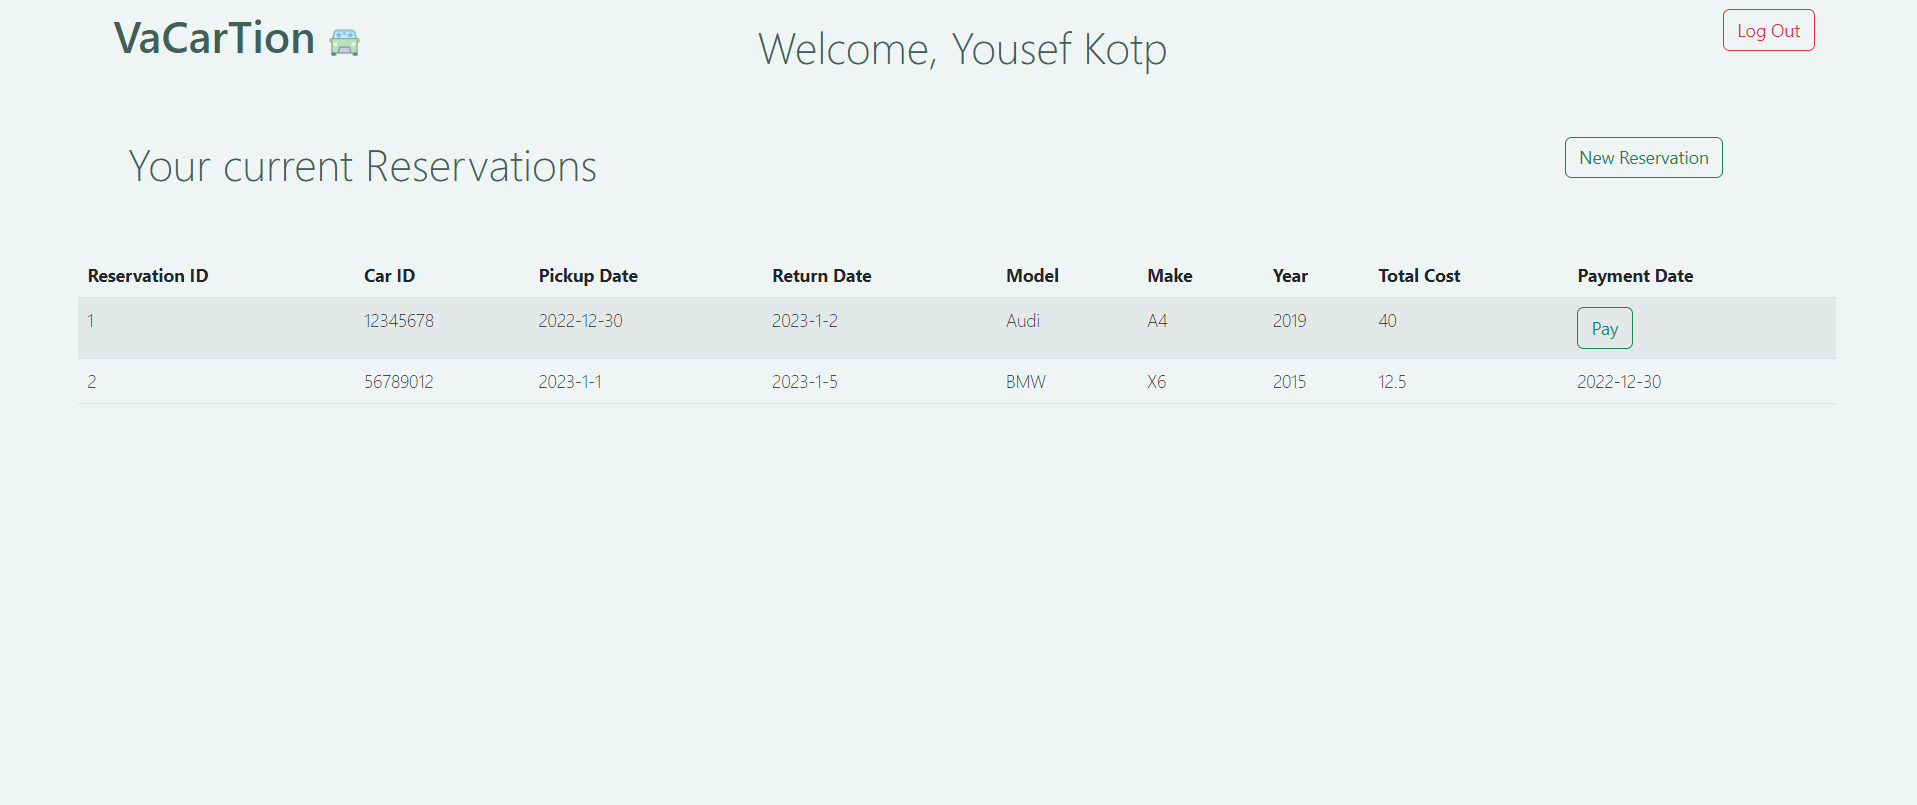 VaCarTion
Welcome, Yousef Kotp
Log Out
Your current Reservations
New Reservation
Reservation ID Car ID Pickup Date Return Date Model Make Year Total Cost Payment Date
1 12345678 2022-12-30 2023-1-2 Audi A4 2019 40 Pay
2 56789012 2023-1-1 2023-1-5 BMW X6 2015 12.5 2022-12-30